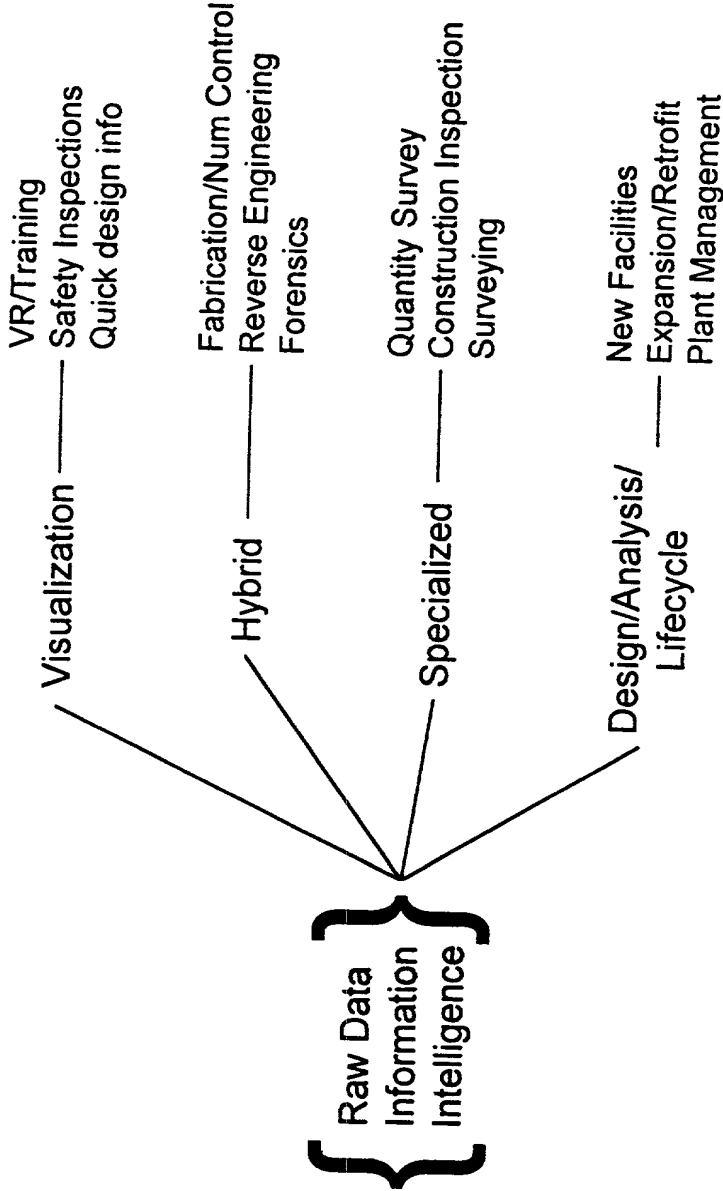 Raw Data
Information
Intelligence
Visualization
VR/Training
Safety Inspections
Quick design info
Hybrid
Fabrication/Num Control
Reverse Engineering
Forensics
Specialized
Quantity Survey
Construction Inspection
Surveying
Design/Analysis/
Lifecycle
New Facilities
Expansion/Retrofit
Plant Management